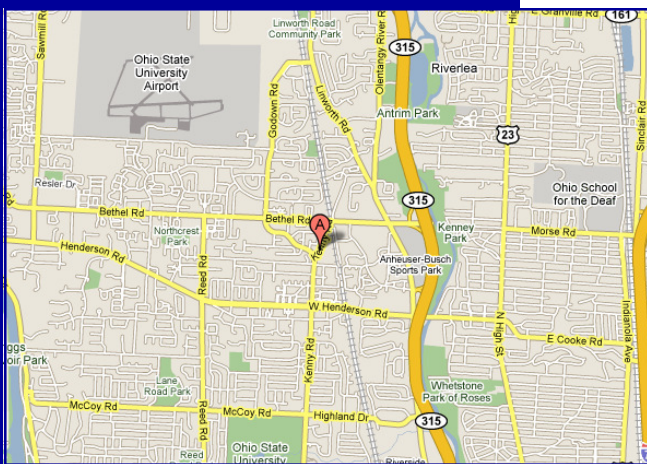 Linworth Road
Community Park
E Granville Rd
161
Sawmill Rd
315
Olentangy River R
Riverlea
Ohio State
University
Airport
Godown Rd
Linworth Rd
Antrim Park
23
Sinclair Rd
Resler Dr
315
Ohio School
for the Deaf
Bethel Rd
Bethel Rd
A
Kenney
Park
Morse Rd
Northcrest
Park
Henderson Rd
Reed Rd
Anheuser-Busch
Sports Park
W Henderson Rd
N High St
Indianola Ave
E Cooke Rd
Kenny Rd
oir Park
Lane
Road Park
Whetstone
Park of Roses
McCoy Rd
McCoy Rd
Highland Dr
315
Reed Rd
Ohio State
University
Riverside